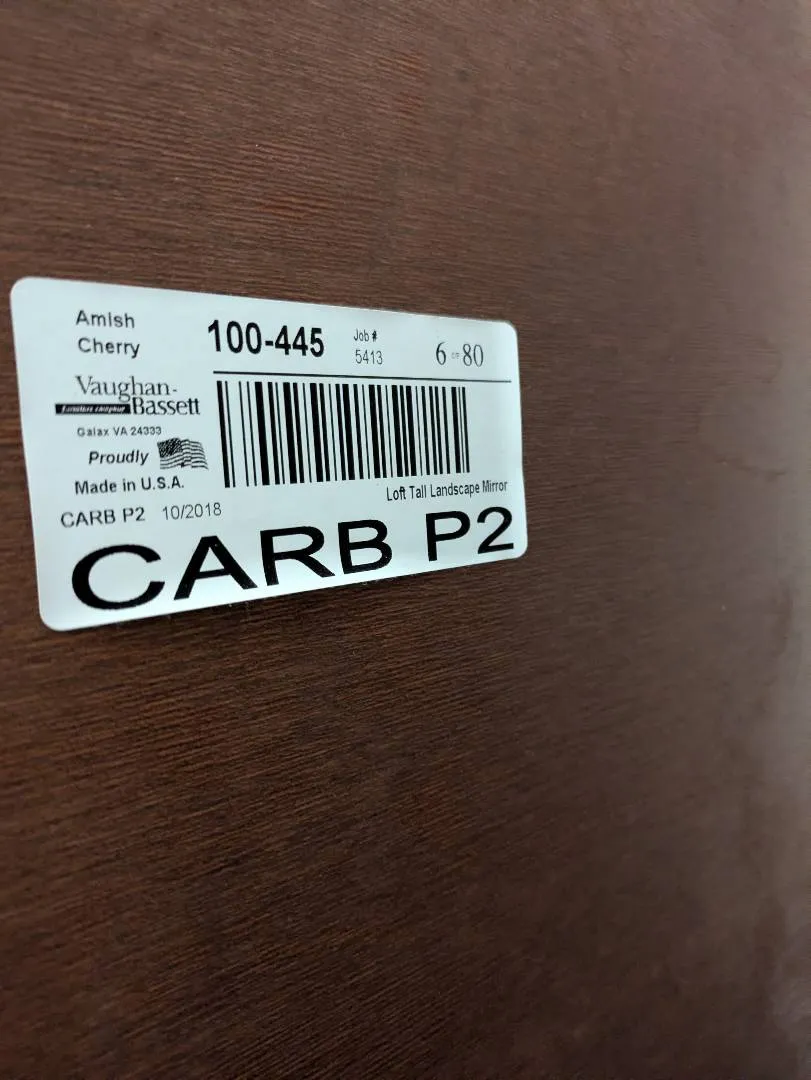 Amish
Cherry
100-445
Job #
5413
6 OF 80
Vaughan-
Bassett
Galax VA 24333
Proudly
Made in U.S.A.
Loft Tall Landscape Mirror
CARB P2 10/2018
CARB P2